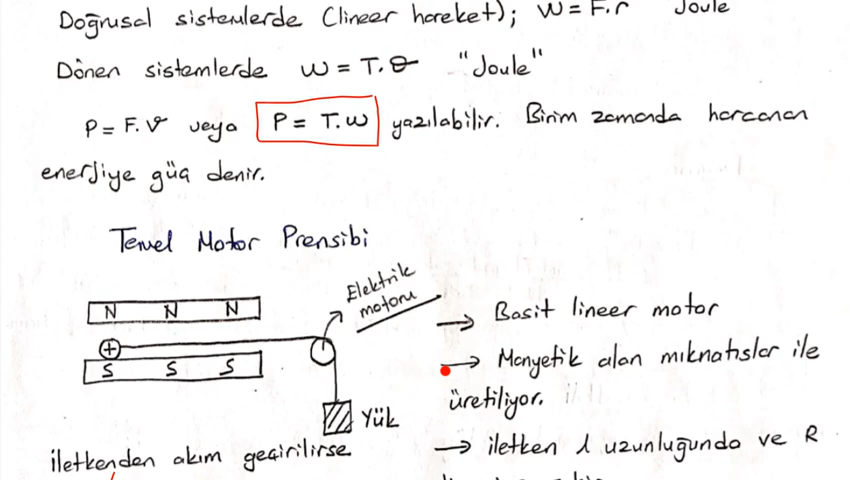 Doğrusal sistemlerde (lineer hareket); W = F.r Joule
Dönen sistemlerde W = T.θ "Joule"
P = F.V veya P = T.ω yazılabilir. Birim zamanda harcanan
enerjiye güç denir.
Temel Motor Prensibi
Elektrik
motoru
N N N
+
S S S
Yük
iletkenden akım geçirilirse
→ Basit lineer motor
→ Manyetik alan mıknatıslar ile
üretiliyor.
→ iletken l uzunluğunda ve R